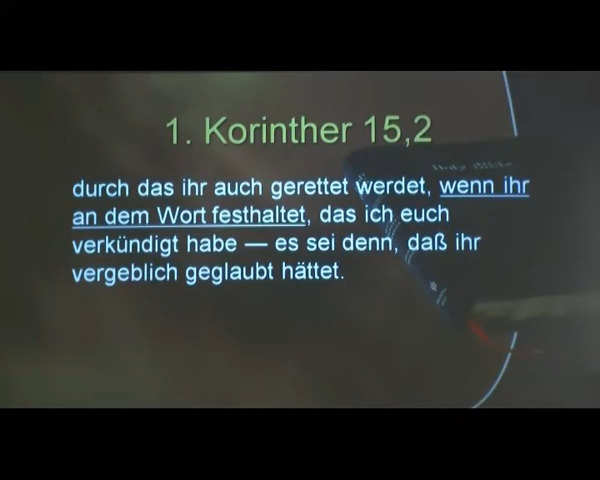 1. Korinther 15,2
durch das ihr auch gerettet werdet, wenn ihr
an dem Wort festhaltet, das ich euch
verkündigt habe — es sei denn, daß ihr
vergeblich geglaubt hättet.